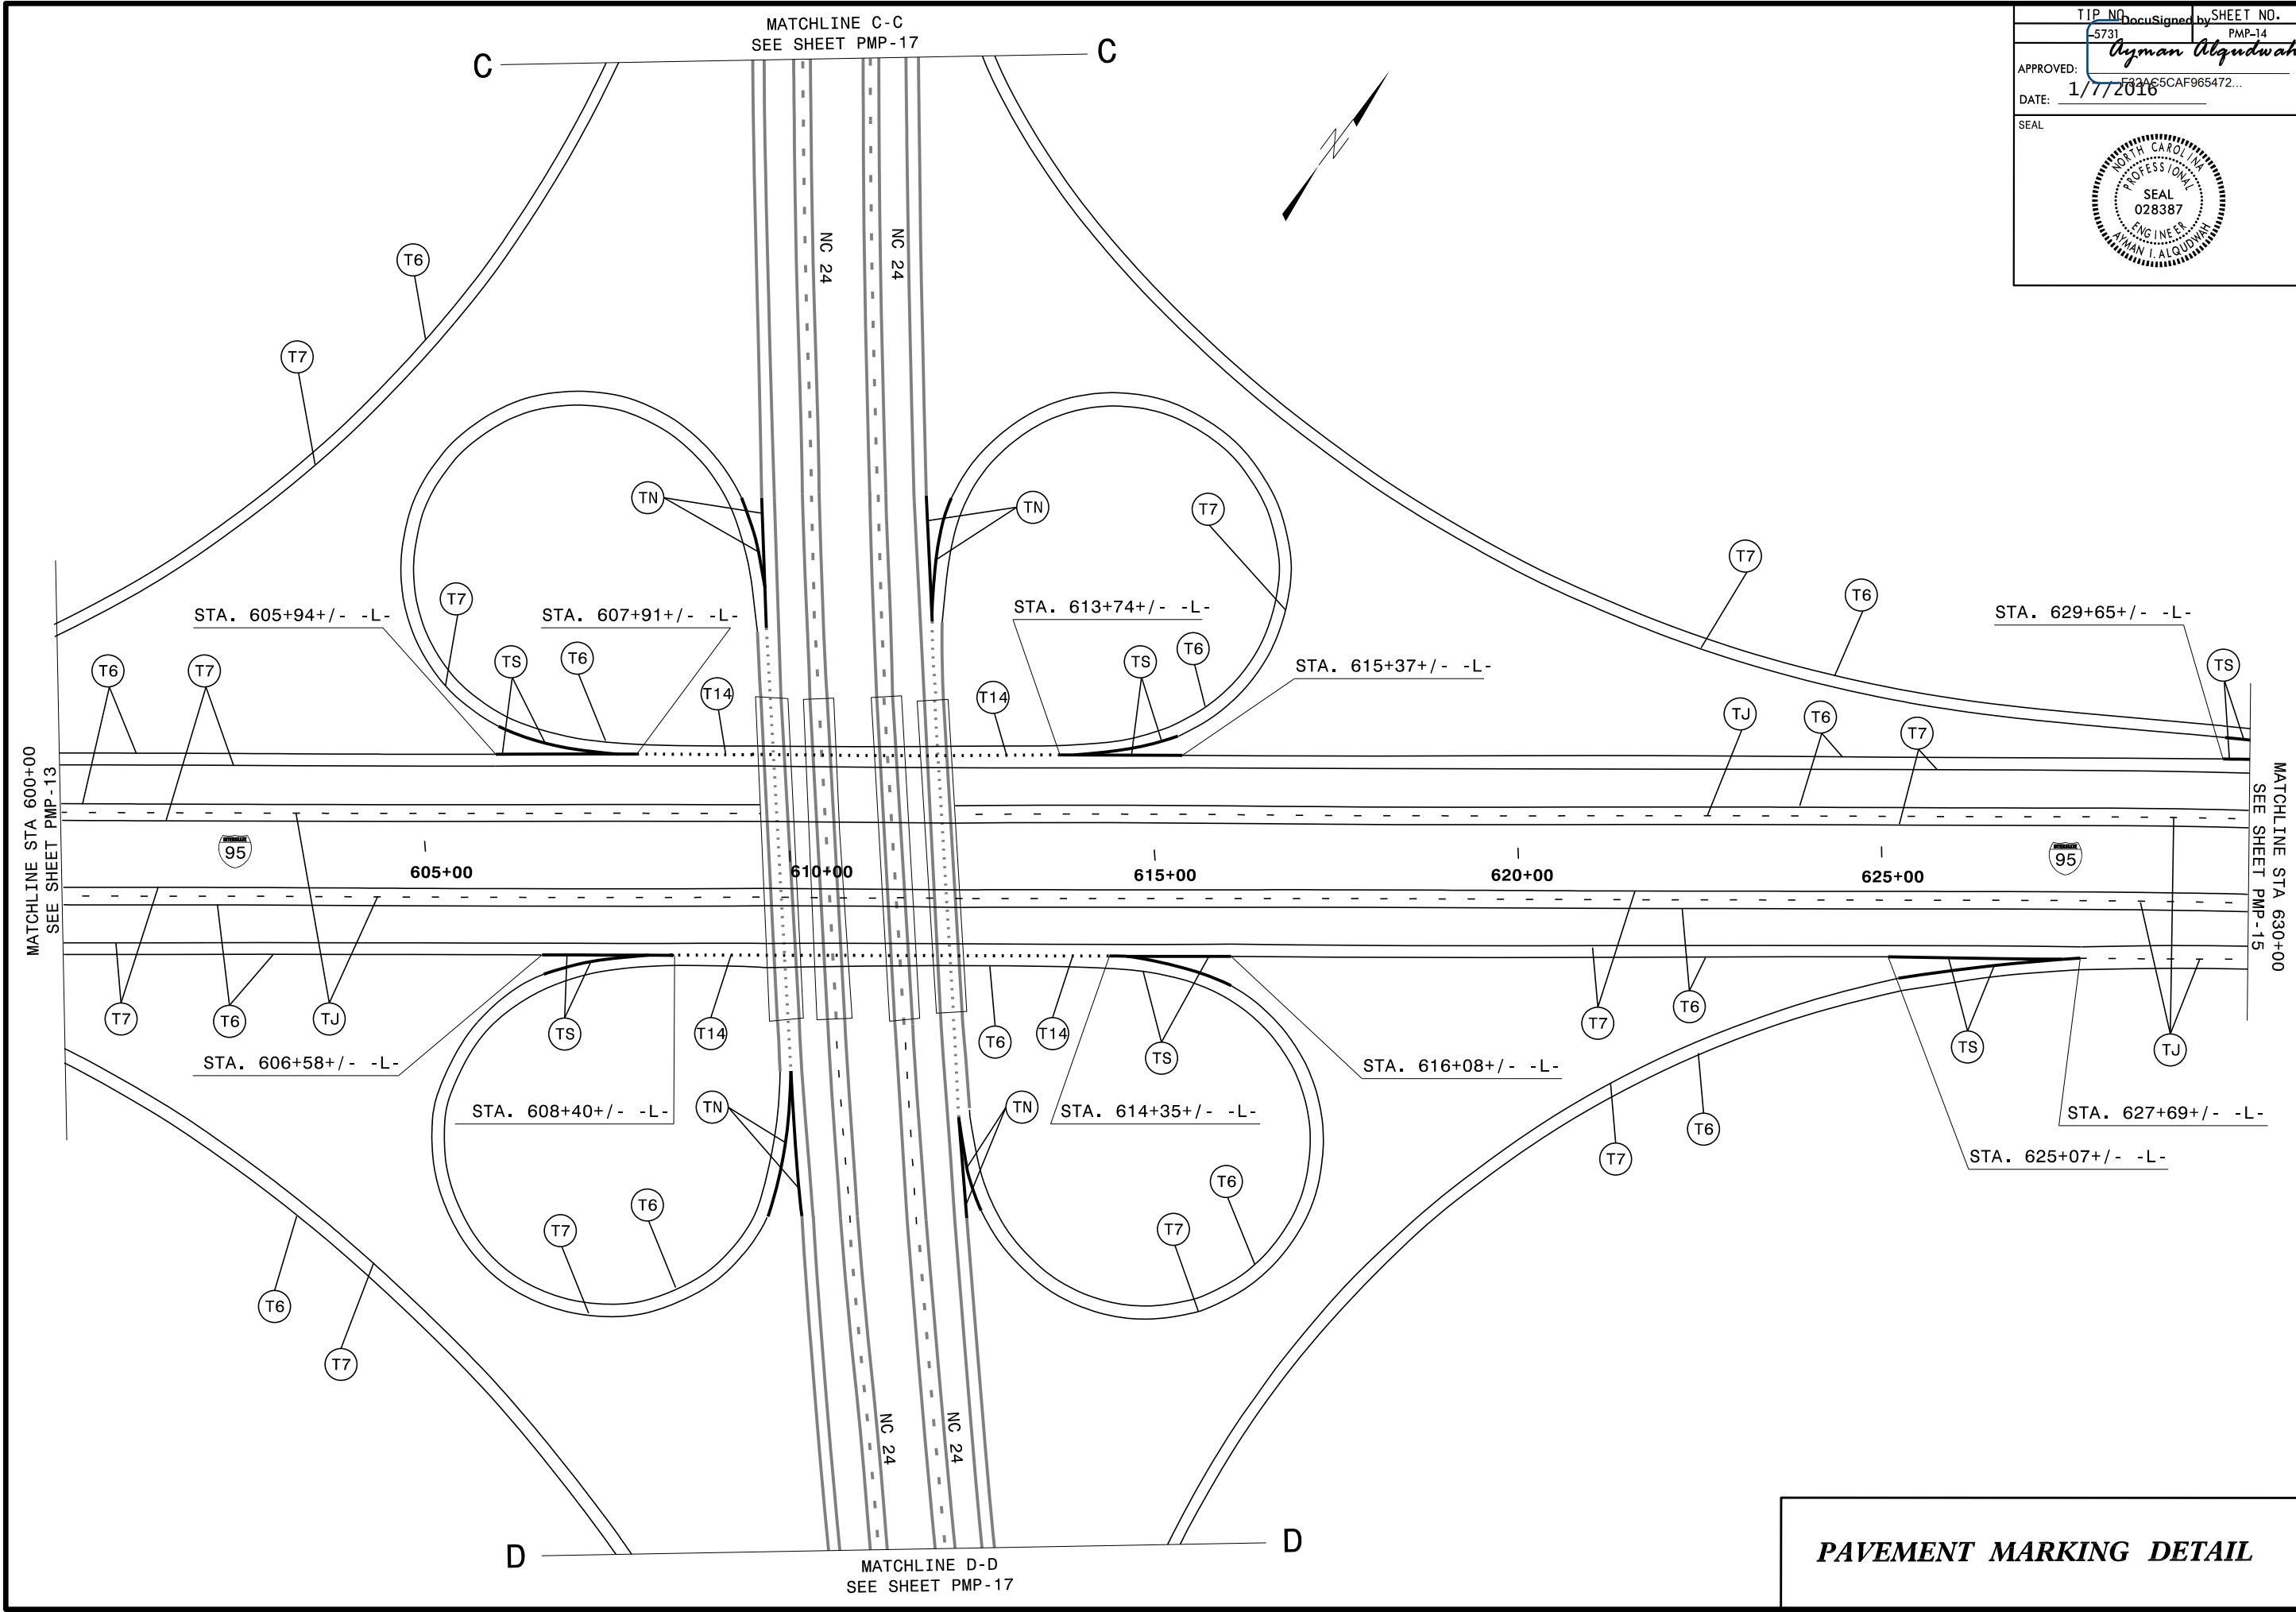 MATCHLINE C-C
SEE SHEET PMP-17
C
C
TIP NO.
SHEET NO.
DocuSigned by
-5731
PMP-14
Ayman Alqudwah
APPROVED:
F32AC5CAF965472...
DATE: 1/7/2016
SEAL
NORTH CAROLINA
PROFESSIONAL
SEAL
028387
ENGINEER
AYMAN I. ALQUDWAH
N
NC 24
NC 24
T6
T7
TN
TN
T7
T7
T7
T6
STA. 605+94+/- -L-
STA. 607+91+/- -L-
STA. 613+74+/- -L-
STA. 629+65+/- -L-
T6
T7
TS
T6
T14
T14
TS
T6
STA. 615+37+/- -L-
TS
TJ
T6
T7
MATCHLINE STA 600+00
SEE SHEET PMP-13
INTERSTATE
95
605+00
610+00
615+00
620+00
625+00
INTERSTATE
95
MATCHLINE STA 630+00
SEE SHEET PMP-15
T7
T6
TJ
TS
T14
T6
T14
TS
T7
T6
TS
TJ
STA. 606+58+/- -L-
STA. 616+08+/- -L-
STA. 608+40+/- -L-
TN
TN
STA. 614+35+/- -L-
STA. 627+69+/- -L-
T7
T6
STA. 625+07+/- -L-
T7
T6
T7
T6
T6
T7
NC 24
NC 24
D
D
MATCHLINE D-D
SEE SHEET PMP-17
PAVEMENT MARKING DETAIL